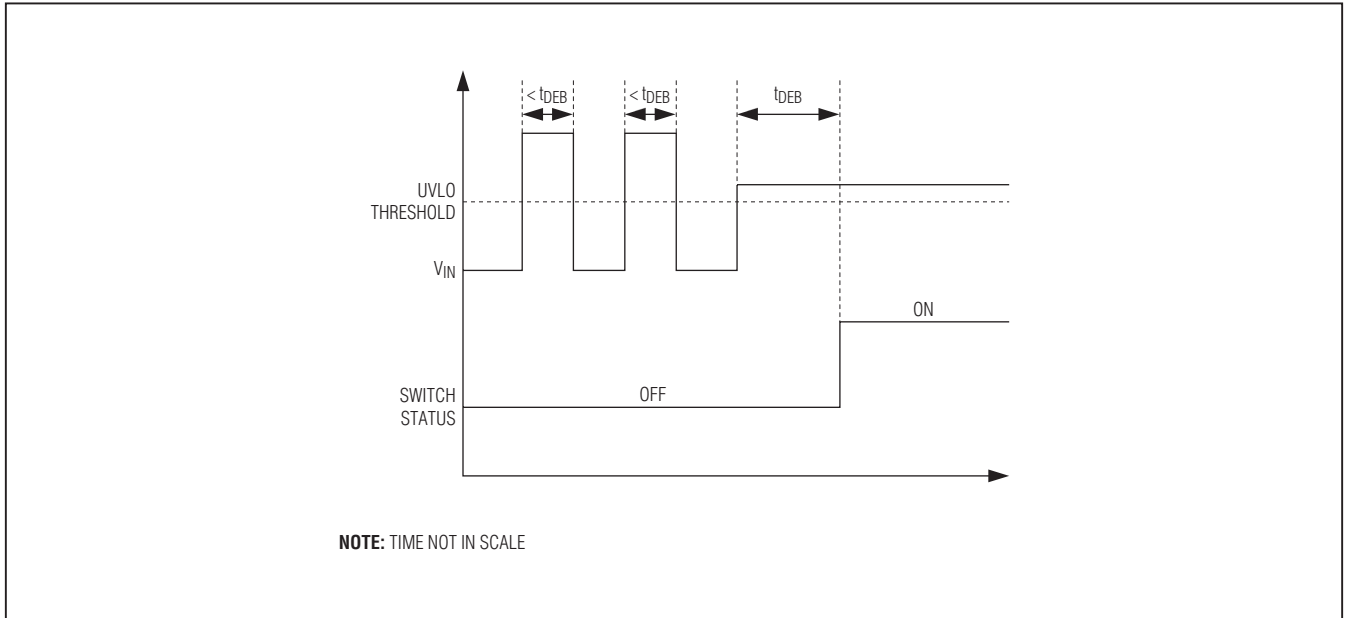 < tDEB
< tDEB
tDEB
UVLO
THRESHOLD
VIN
ON
SWITCH
STATUS
OFF
NOTE: TIME NOT IN SCALE